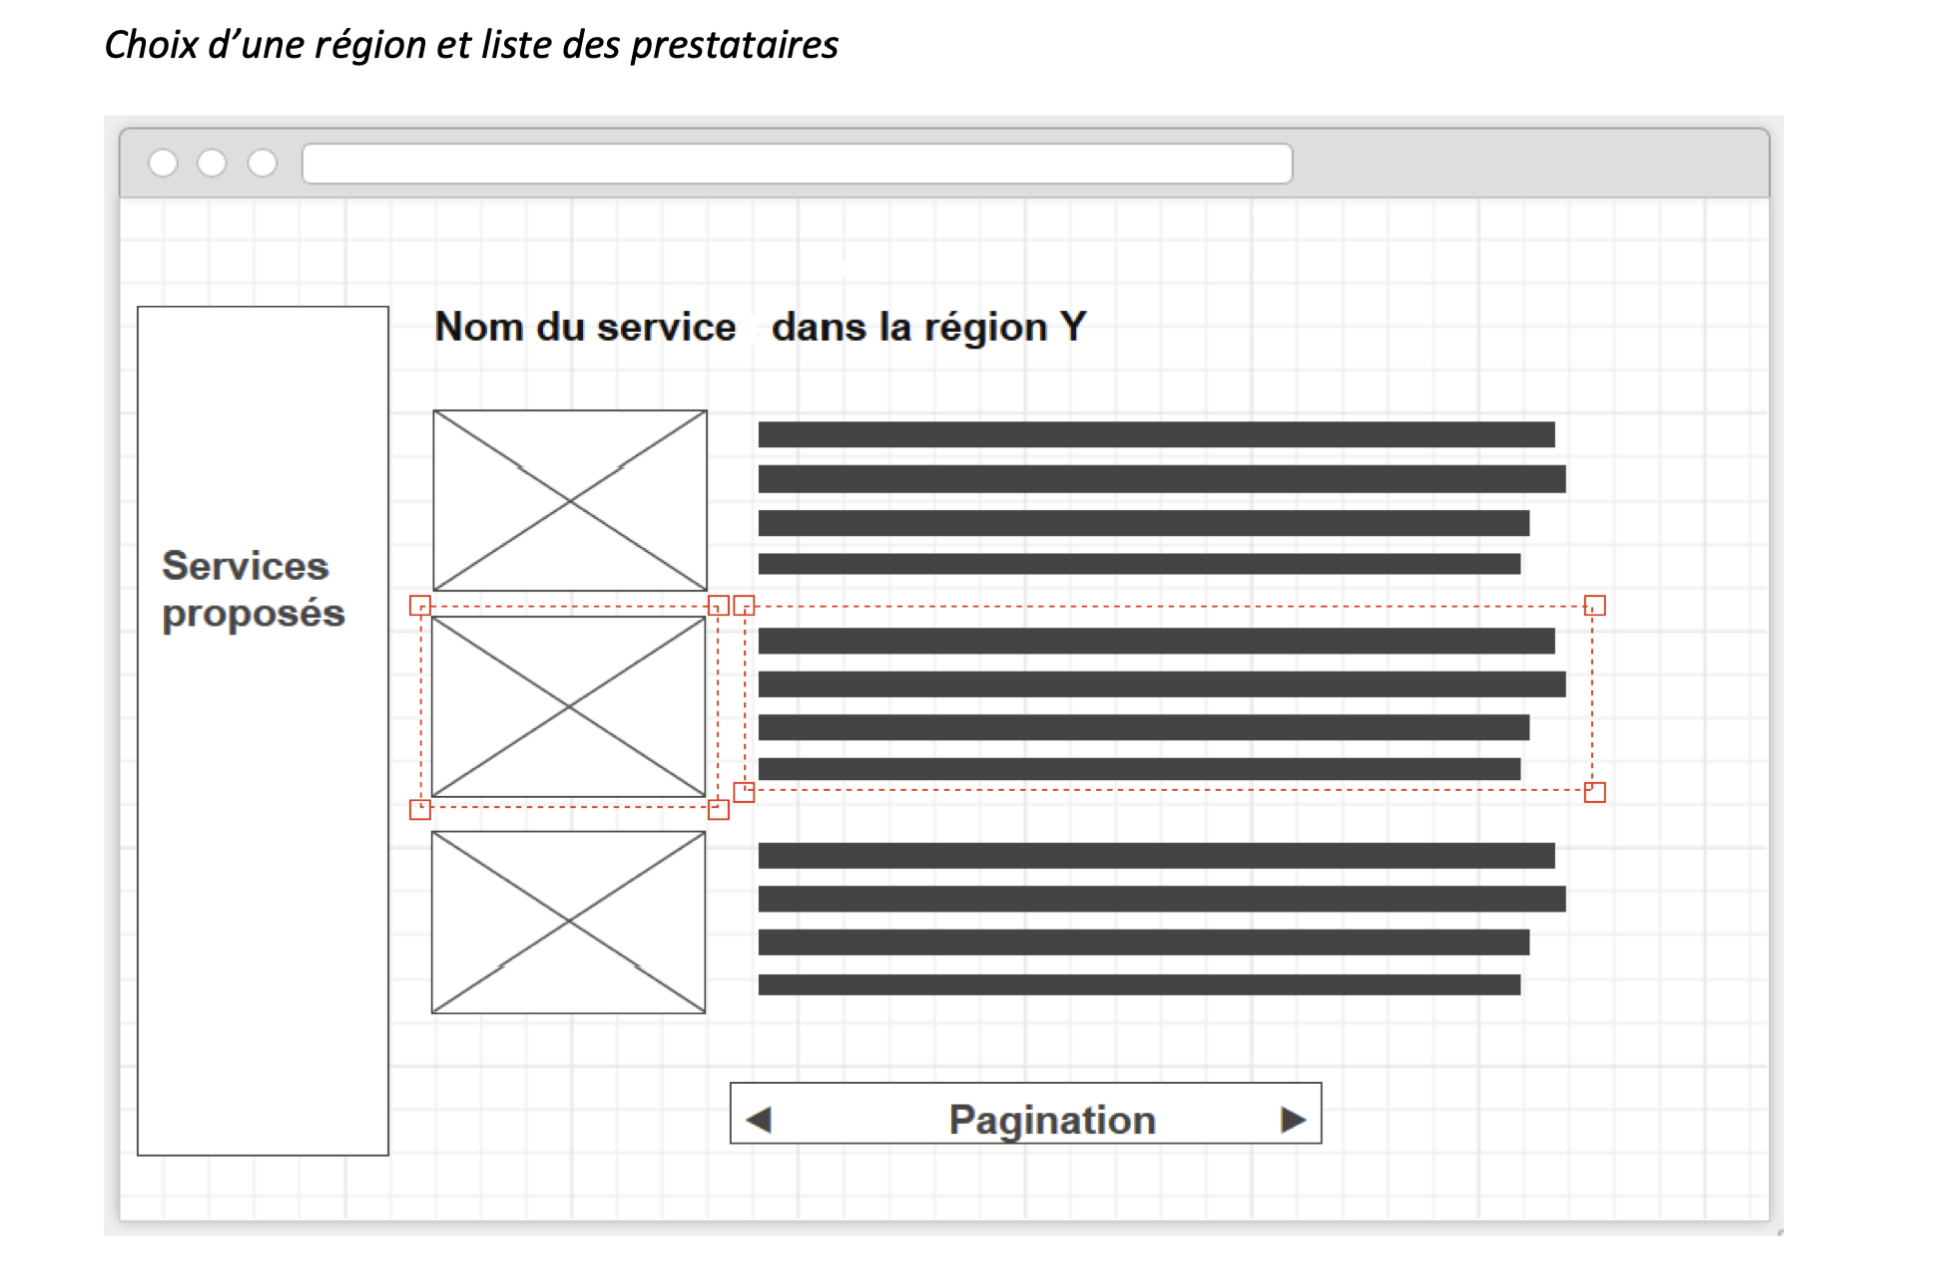 Choix d’une région et liste des prestataires
Nom du service dans la région Y
Services
proposés
Pagination